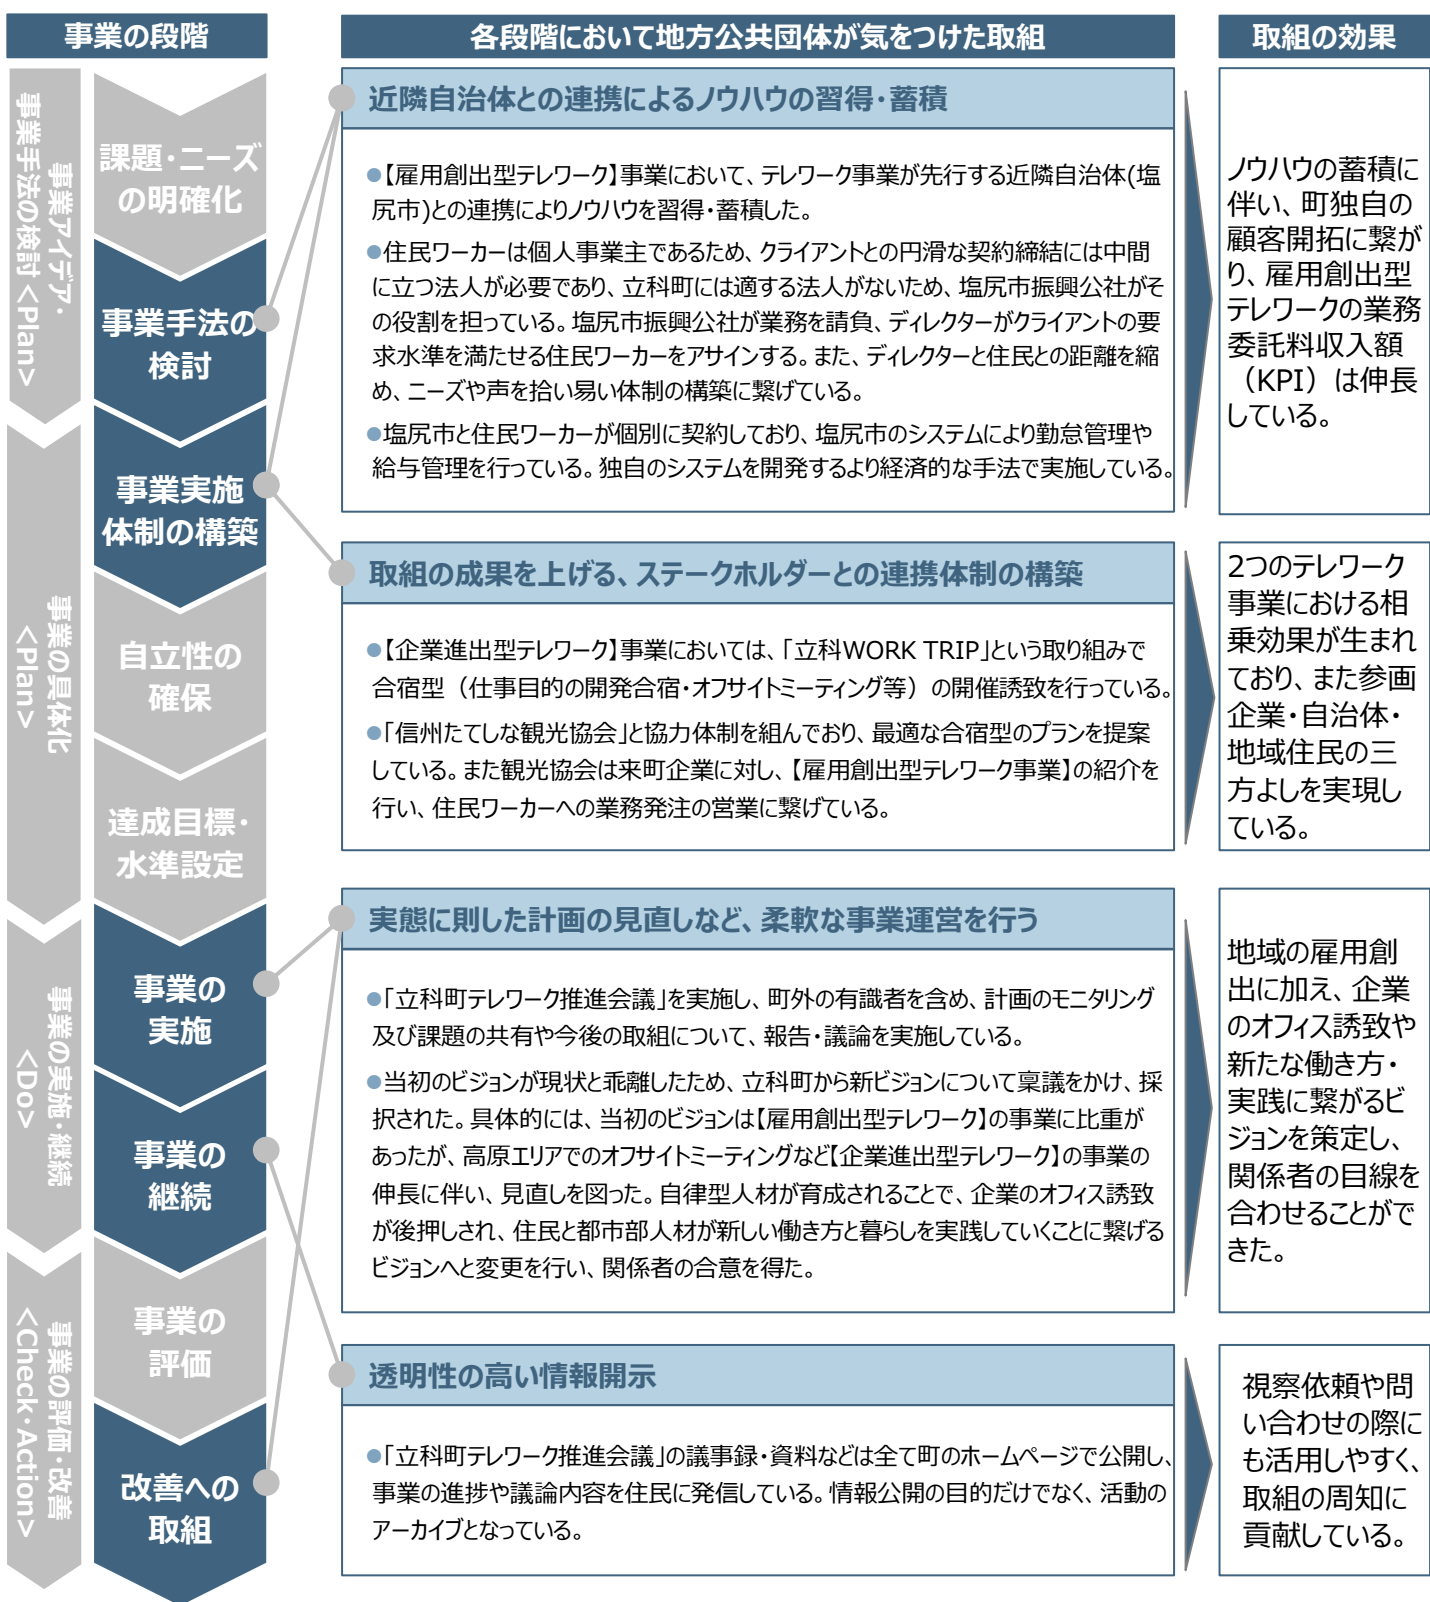 事業の段階
各段階において地方公共団体が気をつけた取組
取組の効果
事業アイデア・
事業手法の検討<Plan>
事業の具体化
<Plan>
事業の実施・継続
<Do>
事業の評価・改善
<Check・Action>
課題・ニーズ
の明確化
事業手法の
検討
事業実施
体制の構築
自立性の
確保
達成目標・
水準設定
事業の
実施
事業の
継続
事業の
評価
改善への
取組
近隣自治体との連携によるノウハウの習得・蓄積
●【雇用創出型テレワーク】事業において、テレワーク事業が先行する近隣自治体(塩
尻市)との連携によりノウハウを習得・蓄積した。
●住民ワーカーは個人事業主であるため、クライアントとの円滑な契約締結には中間
に立つ法人が必要であり、立科町には適する法人がないため、塩尻市振興公社がそ
の役割を担っている。塩尻市振興公社が業務を請負、ディレクターがクライアントの要
求水準を満たせる住民ワーカーをアサインする。また、ディレクターと住民との距離を縮
め、ニーズや声を拾い易い体制の構築に繋げている。
●塩尻市と住民ワーカーが個別に契約しており、塩尻市のシステムにより勤怠管理や
給与管理を行っている。独自のシステムを開発するより経済的な手法で実施している。
ノウハウの蓄積に
伴い、町独自の
顧客開拓に繋が
り、雇用創出型
テレワークの業務
委託料収入額
（KPI）は伸長
している。
取組の成果を上げる、ステークホルダーとの連携体制の構築
●【企業進出型テレワーク】事業においては、「立科WORK TRIP」という取り組みで
合宿型（仕事目的の開発合宿・オフサイトミーティング等）の開催誘致を行っている。
●「信州たてしな観光協会」と協力体制を組んでおり、最適な合宿型のプランを提案
している。また観光協会は来町企業に対し、【雇用創出型テレワーク事業】の紹介を
行い、住民ワーカーへの業務発注の営業に繋げている。
2つのテレワーク
事業における相
乗効果が生まれ
ており、また参画
企業・自治体・
地域住民の三
方よしを実現し
ている。
実態に則した計画の見直しなど、柔軟な事業運営を行う
●「立科町テレワーク推進会議」を実施し、町外の有識者を含め、計画のモニタリング
及び課題の共有や今後の取組について、報告・議論を実施している。
●当初のビジョンが現状と乖離したため、立科町から新ビジョンについて稟議をかけ、採
択された。具体的には、当初のビジョンは【雇用創出型テレワーク】の事業に比重が
あったが、高原エリアでのオフサイトミーティングなど【企業進出型テレワーク】の事業の
伸長に伴い、見直しを図った。自律型人材が育成されることで、企業のオフィス誘致
が後押しされ、住民と都市部人材が新しい働き方と暮らしを実践していくことに繋げる
ビジョンへと変更を行い、関係者の合意を得た。
地域の雇用創
出に加え、企業
のオフィス誘致や
新たな働き方・
実践に繋がるビ
ジョンを策定し、
関係者の目線を
合わせることがで
きた。
透明性の高い情報開示
●「立科町テレワーク推進会議」の議事録・資料などは全て町のホームページで公開し、
事業の進捗や議論内容を住民に発信している。情報公開の目的だけでなく、活動の
アーカイブとなっている。
視察依頼や問
い合わせの際に
も活用しやすく、
取組の周知に
貢献している。